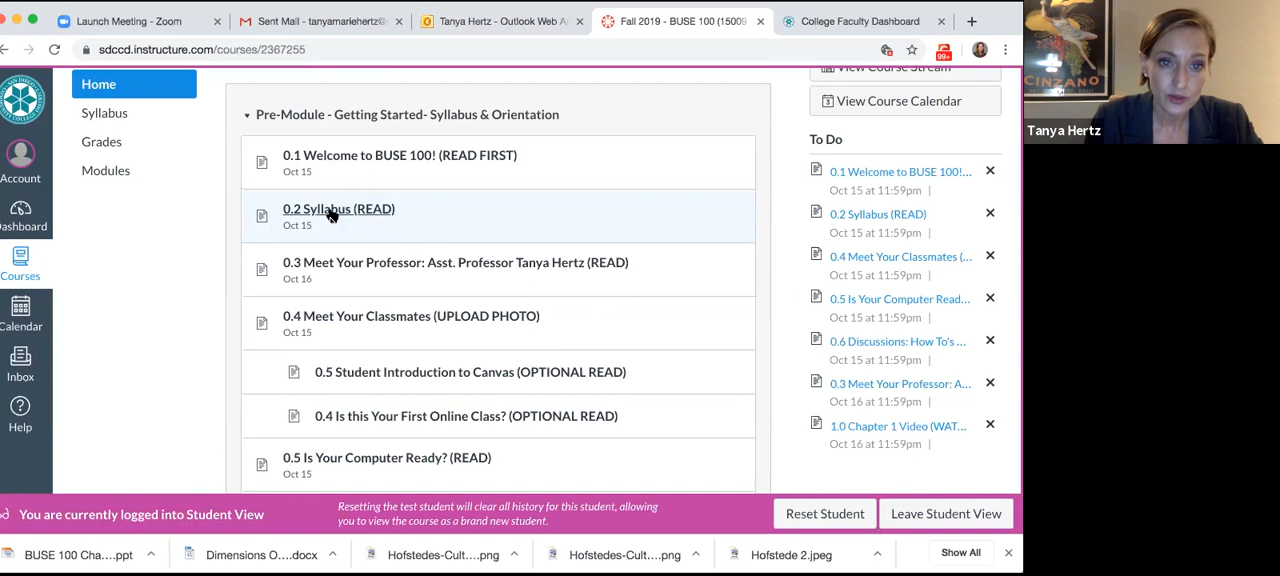 Launch Meeting - Zoom
Sent Mail - tanyamariehertz@
Tanya Hertz - Outlook Web A
Fall 2019 - BUSE 100 (15009
College Faculty Dashboard
sdccd.instructure.com/courses/2367255
99+
Home
Syllabus
Grades
Modules
Account
Dashboard
Courses
Calendar
Inbox
Help
Pre-Module - Getting Started- Syllabus & Orientation
0.1 Welcome to BUSE 100! (READ FIRST)
Oct 15
0.2 Syllabus (READ)
Oct 15
0.3 Meet Your Professor: Asst. Professor Tanya Hertz (READ)
Oct 16
0.4 Meet Your Classmates (UPLOAD PHOTO)
Oct 15
0.5 Student Introduction to Canvas (OPTIONAL READ)
0.4 Is this Your First Online Class? (OPTIONAL READ)
0.5 Is Your Computer Ready? (READ)
Oct 15
View Course Stream
View Course Calendar
To Do
0.1 Welcome to BUSE 100!...
Oct 15 at 11:59pm |
0.2 Syllabus (READ)
Oct 15 at 11:59pm |
0.4 Meet Your Classmates (...
Oct 15 at 11:59pm |
0.5 Is Your Computer Read...
Oct 15 at 11:59pm |
0.6 Discussions: How To's ...
Oct 15 at 11:59pm |
0.3 Meet Your Professor: A...
Oct 16 at 11:59pm |
1.0 Chapter 1 Video (WAT...
Oct 16 at 11:59pm |
CINZANO
Tanya Hertz
You are currently logged into Student View
Resetting the test student will clear all history for this student, allowing
you to view the course as a brand new student.
Reset Student
Leave Student View
BUSE 100 Cha....ppt
Dimensions O....docx
Hofstedes-Cult....png
Hofstedes-Cult....png
Hofstede 2.jpeg
Show All